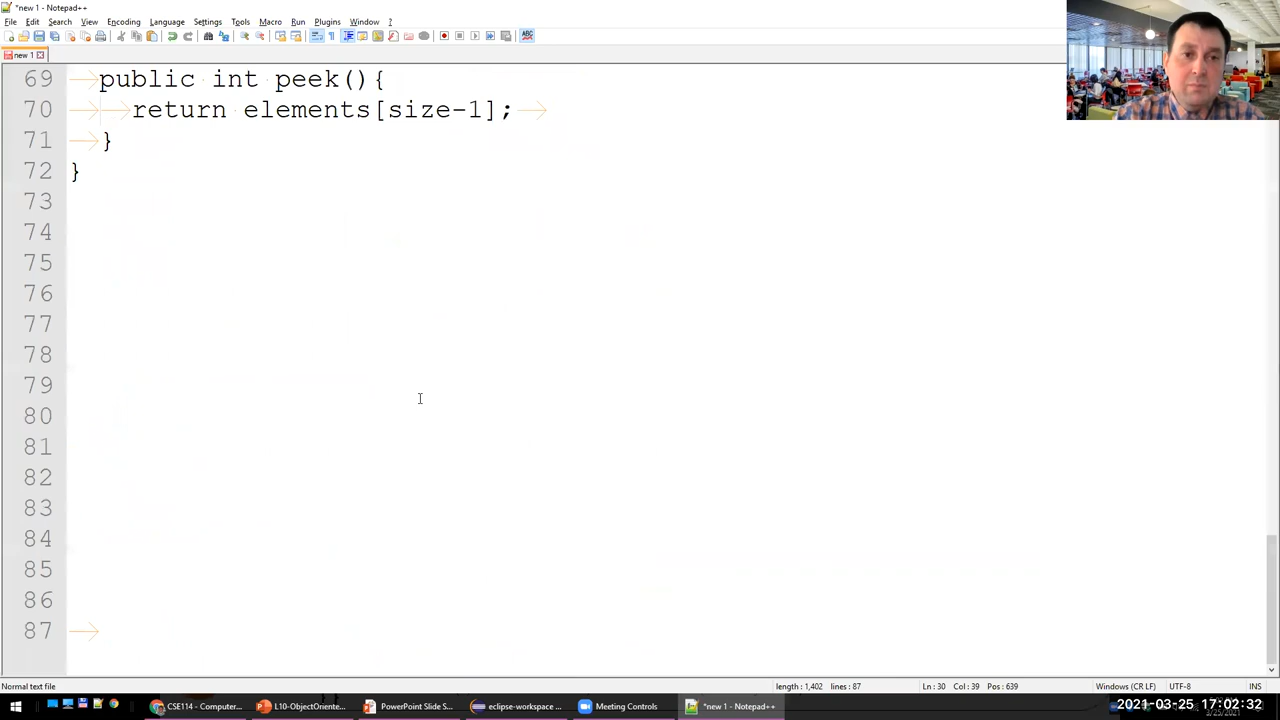 *new 1 - Notepad++
File Edit Search View Encoding Language Settings Tools Macro Run Plugins Window ?
new 1
69 public int peek(){
70 return elements[size-1];
71 }
72 }
73
74
75
76
77
78
79
80
81
82
83
84
85
86
87
Normal text file length : 1,402 lines : 87 Ln : 30 Col : 39 Pos : 639 Windows (CR LF) UTF-8 INS
CSE114 - Computer... L10-ObjectOriente... PowerPoint Slide S... eclipse-workspace ... Meeting Controls *new 1 - Notepad++
2021-03-25 17:02:32